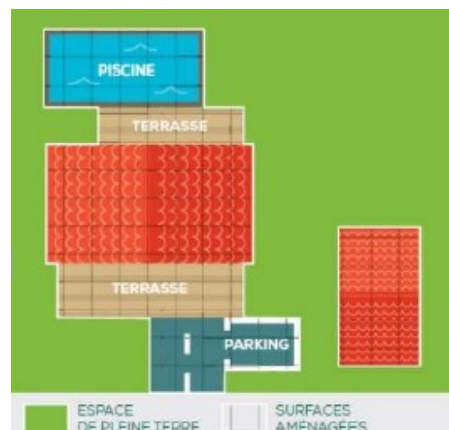 PISCINE
TERRASSE
TERRASSE
PARKING
ESPACE
DE PLEINE TERRE
SURFACES
AMÉNAGÉES